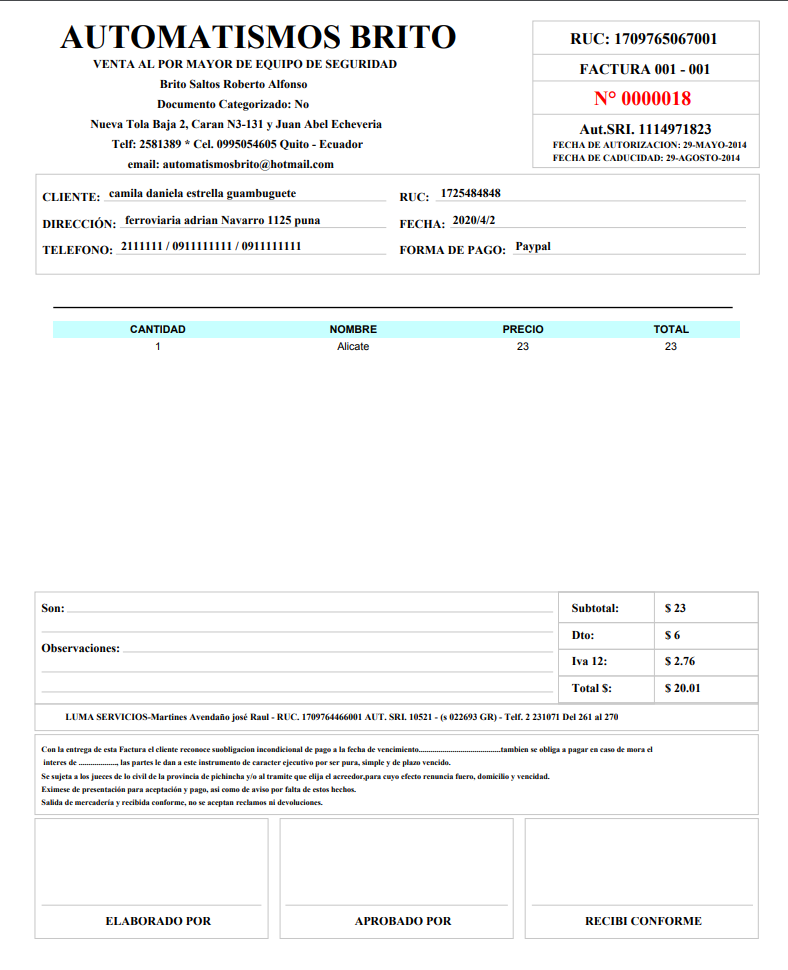 AUTOMATISMOS BRITO
VENTA AL POR MAYOR DE EQUIPO DE SEGURIDAD
Brito Saltos Roberto Alfonso
Documento Categorizado: No
Nueva Tola Baja 2, Caran N3-131 y Juan Abel Echeveria
Telf: 2581389 * Cel. 0995054605 Quito - Ecuador
email: automatismosbrito@hotmail.com
RUC: 1709765067001
FACTURA 001 - 001
N° 0000018
Aut.SRI. 1114971823
FECHA DE AUTORIZACION: 29-MAYO-2014
FECHA DE CADUCIDAD: 29-AGOSTO-2014
CLIENTE: camila daniela estrella guambuguete RUC: 1725484848
DIRECCIÓN: ferroviaria adrian Navarro 1125 puna FECHA: 2020/4/2
TELEFONO: 2111111 / 0911111111 / 0911111111 FORMA DE PAGO: Paypal
CANTIDAD NOMBRE PRECIO TOTAL
1 Alicate 23 23
Son:
Observaciones:
Subtotal: $ 23
Dto: $ 6
Iva 12: $ 2.76
Total $: $ 20.01
LUMA SERVICIOS-Martines Avendaño josé Raul - RUC. 1709764466001 AUT. SRI. 10521 - (s 022693 GR) - Telf. 2 231071 Del 261 al 270
Con la entrega de esta Factura el cliente reconoce suobligacion incondicional de pago a la fecha de vencimiento........................................tambien se obliga a pagar en caso de mora el
interes de ..................., las partes le dan a este instrumento de caracter ejecutivo por ser pura, simple y de plazo vencido.
Se sujeta a los jueces de lo civil de la provincia de pichincha y/o al tramite que elija el acreedor,para cuyo efecto renuncia fuero, domicilio y vencidad.
Eximese de presentación para aceptación y pago, asi como de aviso por falta de estos hechos.
Salida de mercadería y recibida conforme, no se aceptan reclamos ni devoluciones.
ELABORADO POR APROBADO POR RECIBI CONFORME